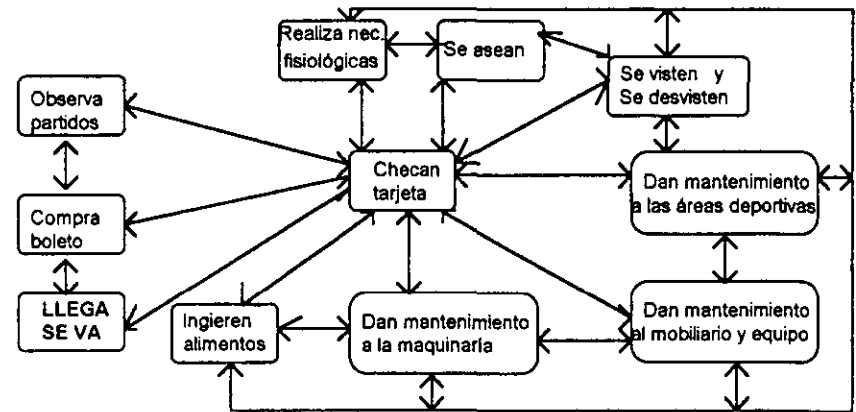 Realiza nec.
fisiológicas
Se asean
Se visten y
Se desvisten
Observa
partidos
Checan
tarjeta
Dan mantenimiento
a las áreas deportivas
Compra
boleto
LLEGA
SE VA
Ingieren
alimentos
Dan mantenimiento
a la maquinaría
Dan mantenimiento
al mobiliario y equipo